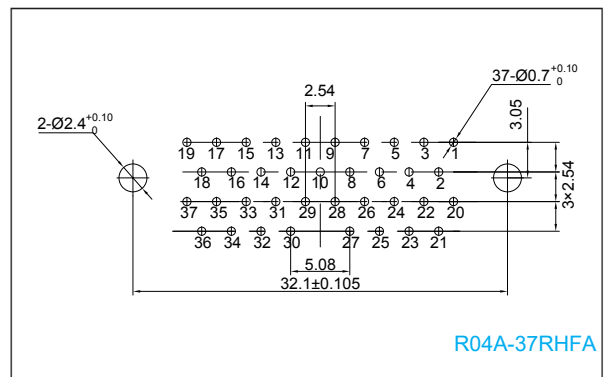 37-Ø0.7 +0.10 0
2.54
2-Ø2.4 +0.10 0
3.05
19 17 15 13 11 9 7 5 3 1
18 16 14 12 10 8 6 4 2
3×2.54
37 35 33 31 29 28 26 24 22 20
36 34 32 30 27 25 23 21
5.08
32.1±0.105
R04A-37RHFA